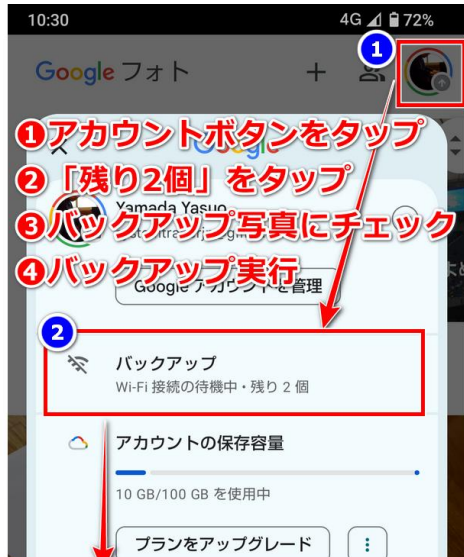 10:30
4G
72%
Google フォト
1
❶アカウントボタンをタップ
❷「残り2個」をタップ
Yamada Yasuo
❸バックアップ写真にチェック
❹バックアップ実行
Google アカウントを管理
2
バックアップ
Wi-Fi 接続の待機中・残り 2 個
アカウントの保存容量
10 GB/100 GB を使用中
プランをアップグレード